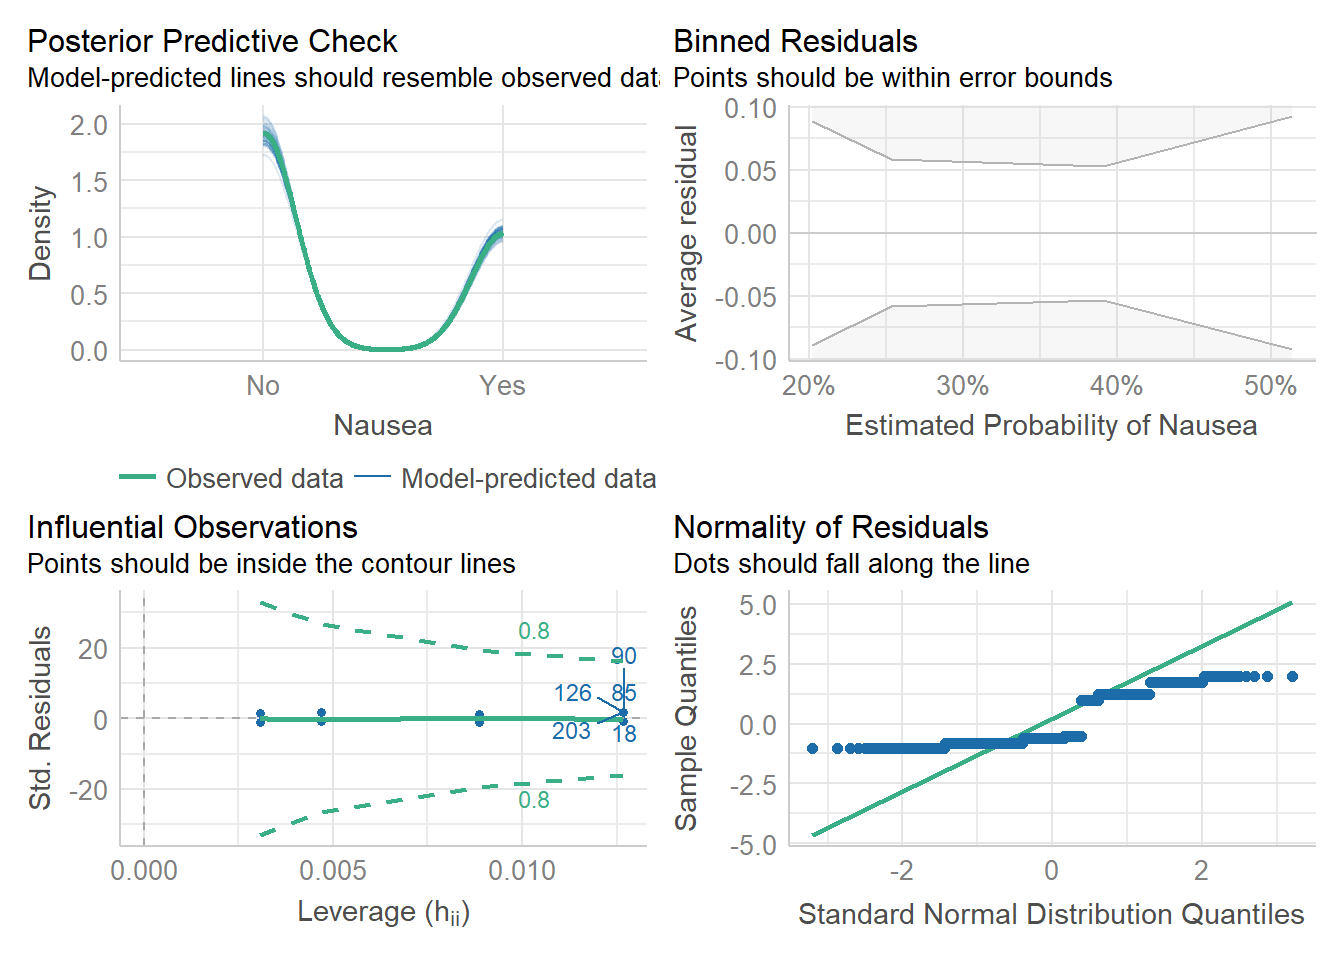 Posterior Predictive Check
Model-predicted lines should resemble observed data
2.0
1.5
1.0
0.5
0.0
Density
No
Yes
Nausea
Observed data
Model-predicted data
Binned Residuals
Points should be within error bounds
0.10
0.05
0.00
-0.05
-0.10
Average residual
20%
30%
40%
50%
Estimated Probability of Nausea
Influential Observations
Points should be inside the contour lines
20
0
-20
Std. Residuals
0.8
90
126
85
203
18
0.8
0.000
0.005
0.010
Leverage (hii)
Normality of Residuals
Dots should fall along the line
5.0
2.5
0.0
-2.5
-5.0
Sample Quantiles
-2
0
2
Standard Normal Distribution Quantiles